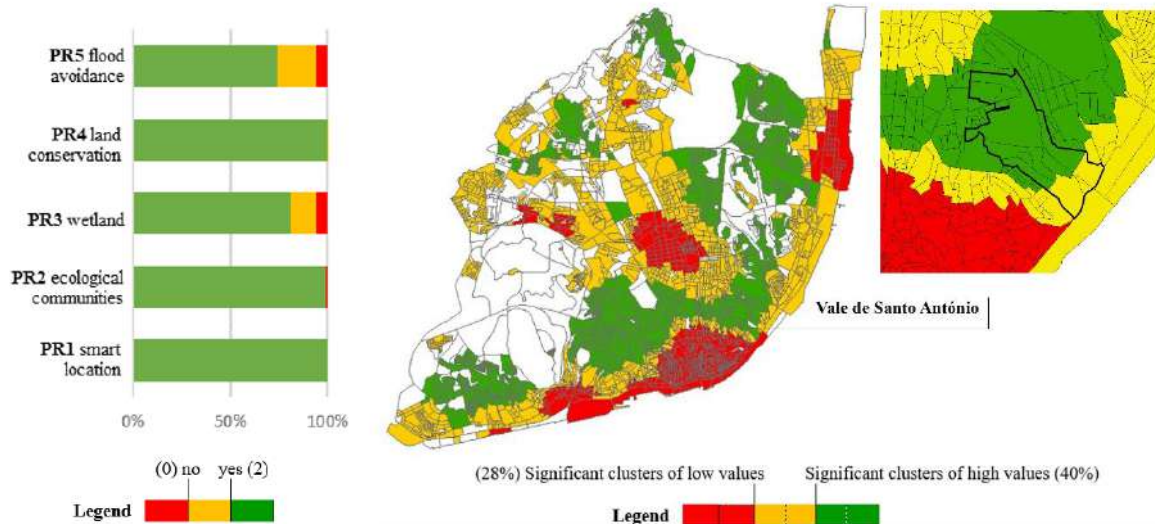 PR5 flood
avoidance
PR4 land
conservation
PR3 wetland
PR2 ecological
communities
PR1 smart
location
0%
50%
100%
(0) no
yes (2)
Legend
Vale de Santo António
(28%) Significant clusters of low values
Significant clusters of high values (40%)
Legend